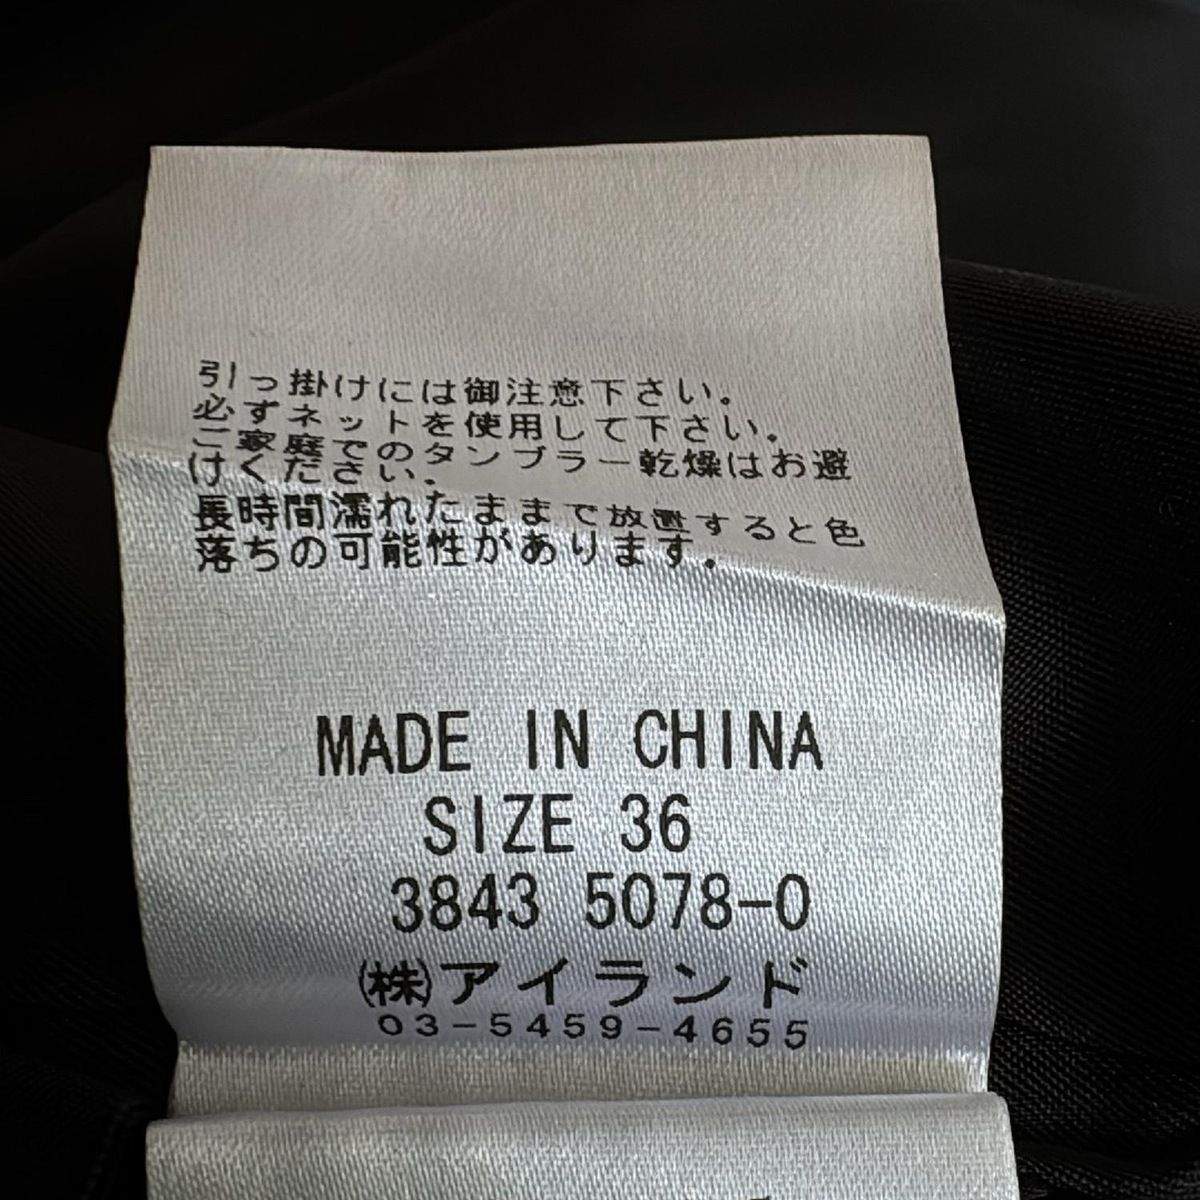 引っ掛けには御注意下さい。
必ずネットを使用して下さい。
ご家庭でのタンブラー乾燥はお避
けください。
長時間濡れたままで放置すると色
落ちの可能性があります。
MADE IN CHINA
SIZE 36
3843 5078-0
㈱アイランド
03-5459-4655